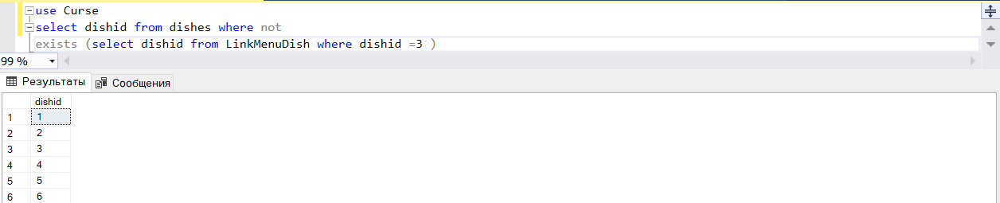 use Curse
select dishid from dishes where not
exists (select dishid from LinkMenuDish where dishid =3 )
99 %
Результаты Сообщения
dishid
1 1
2 2
3 3
4 4
5 5
6 6